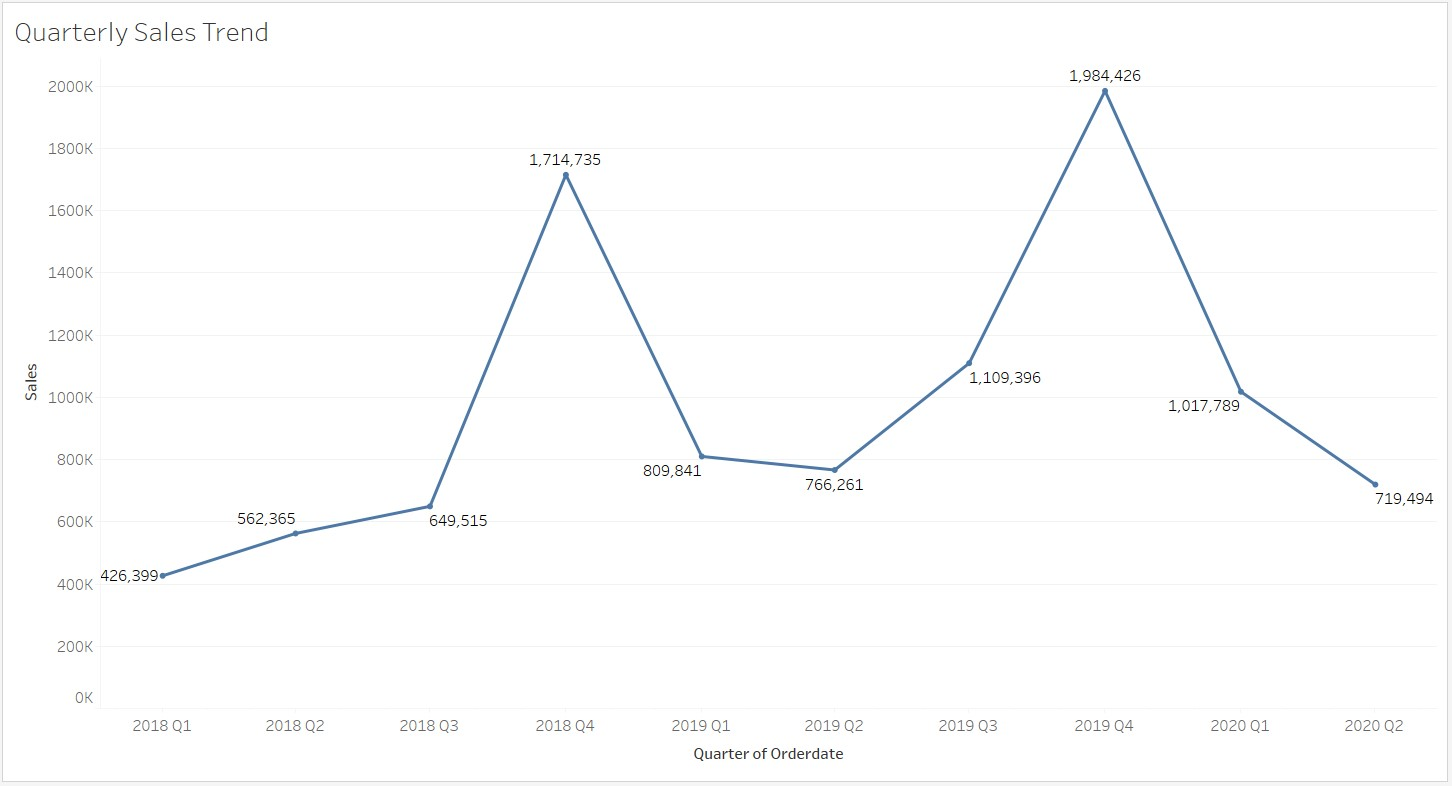 Quarterly Sales Trend
2000K
1800K
1600K
1400K
1200K
1000K
800K
600K
400K
200K
0K
Sales
426,399
562,365
649,515
1,714,735
809,841
766,261
1,109,396
1,984,426
1,017,789
719,494
2018 Q1
2018 Q2
2018 Q3
2018 Q4
2019 Q1
2019 Q2
2019 Q3
2019 Q4
2020 Q1
2020 Q2
Quarter of Orderdate